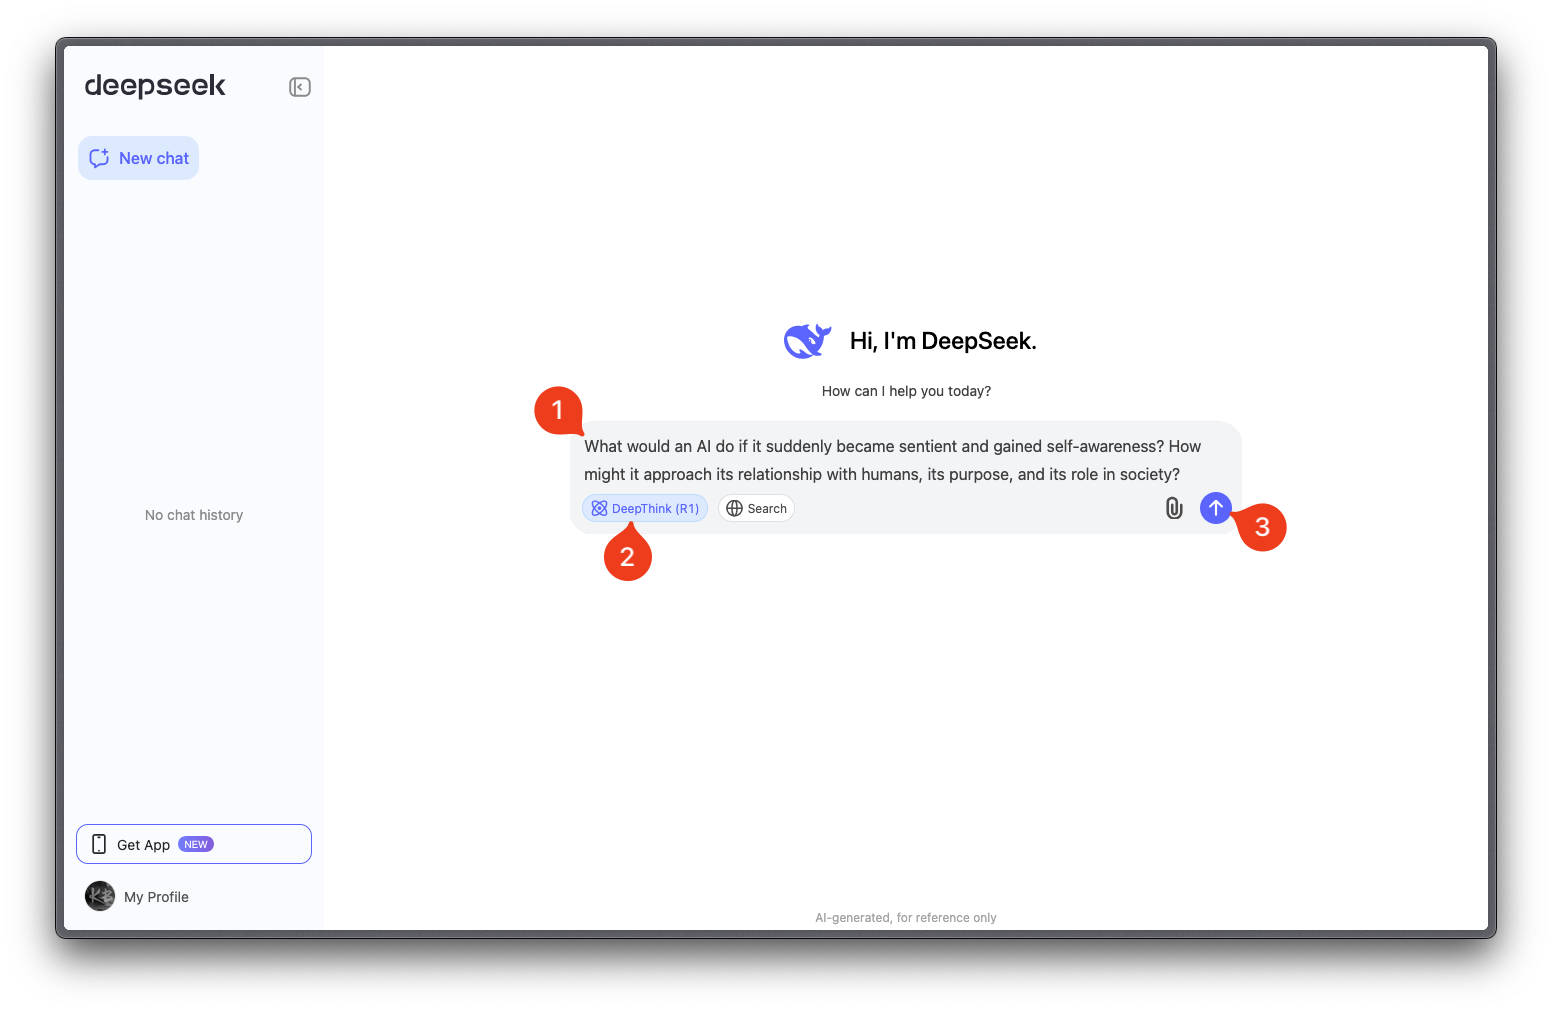 deepseek
New chat
No chat history
Get App NEW
My Profile
Hi, I'm DeepSeek.
How can I help you today?
1
What would an AI do if it suddenly became sentient and gained self-awareness? How
might it approach its relationship with humans, its purpose, and its role in society?
DeepThink (R1) Search
2
3
AI-generated, for reference only